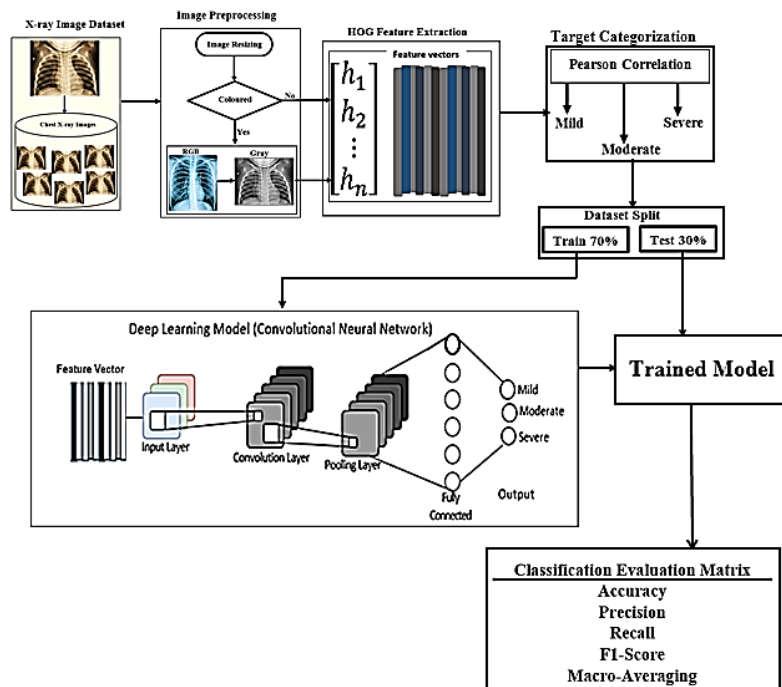 X-ray Image Dataset
Chest X-ray Images
Image Preprocessing
Image Resizing
Coloured
No
Yes
RGB
Gray
HOG Feature Extraction
Feature vectors
h1
h2
⋮
hn
Target Categorization
Pearson Correlation
Mild
Severe
Moderate
Dataset Split
Train 70%
Test 30%
Deep Learning Model (Convolutional Neural Network)
Feature Vector
Input Layer
Convolution Layer
Pooling Layer
Fully
Connected
Mild
Moderate
Severe
Output
Trained Model
Classification Evaluation Matrix
Accuracy
Precision
Recall
F1-Score
Macro-Averaging